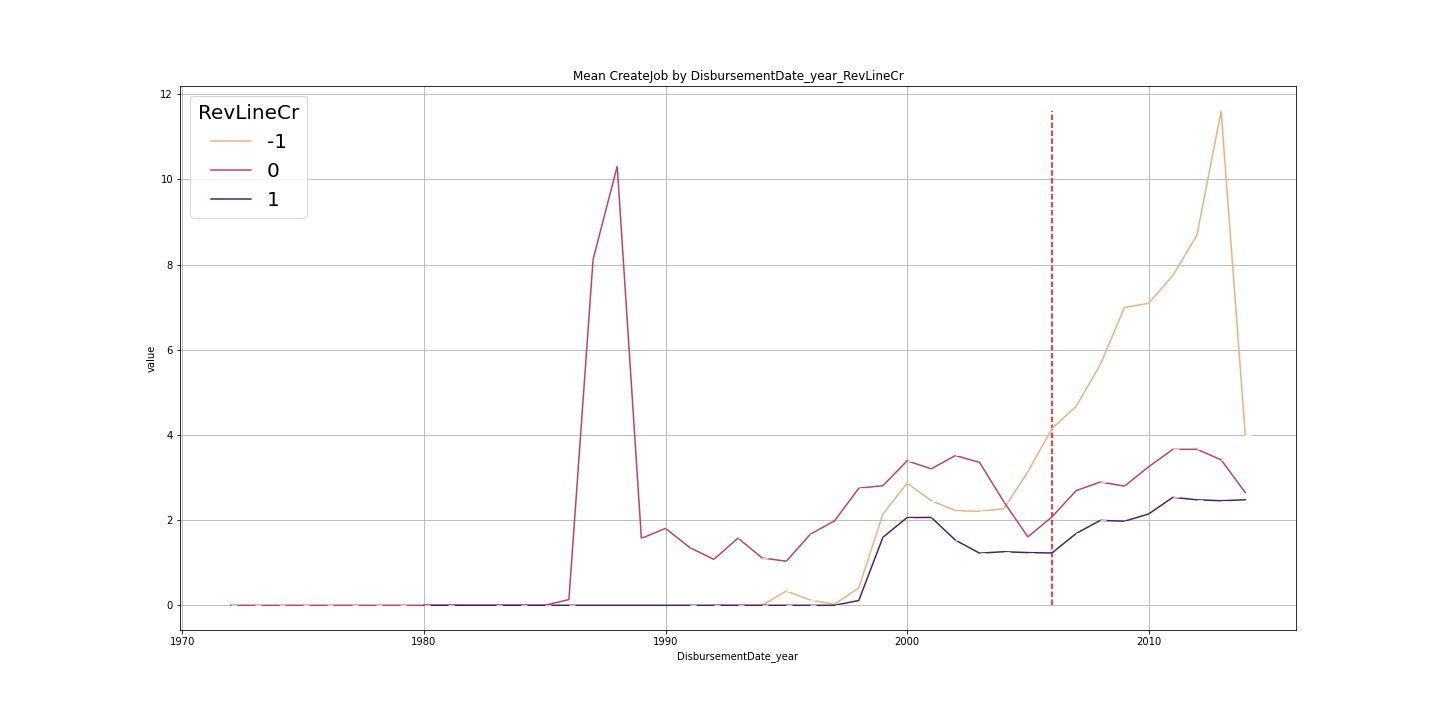 Mean CreateJob by DisbursementDate_year_RevLineCr
RevLineCr
-1
0
1
12
10
8
6
4
2
0
value
1970 1980 1990 2000 2010
DisbursementDate_year